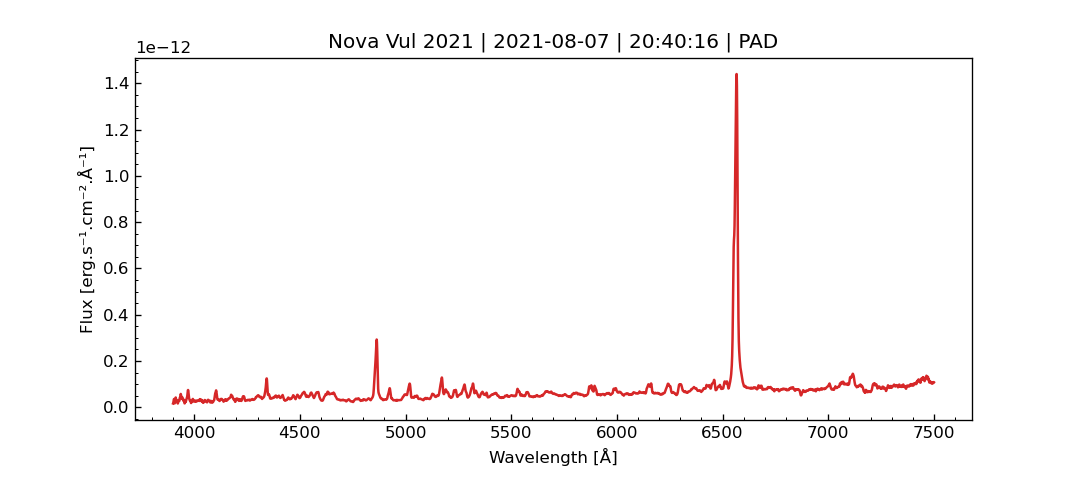 Nova Vul 2021 | 2021-08-07 | 20:40:16 | PAD
1e−12
1.4
1.2
1.0
0.8
0.6
0.4
0.2
0.0
Flux [erg.s⁻¹.cm⁻².Å⁻¹]
4000 4500 5000 5500 6000 6500 7000 7500
Wavelength [Å]